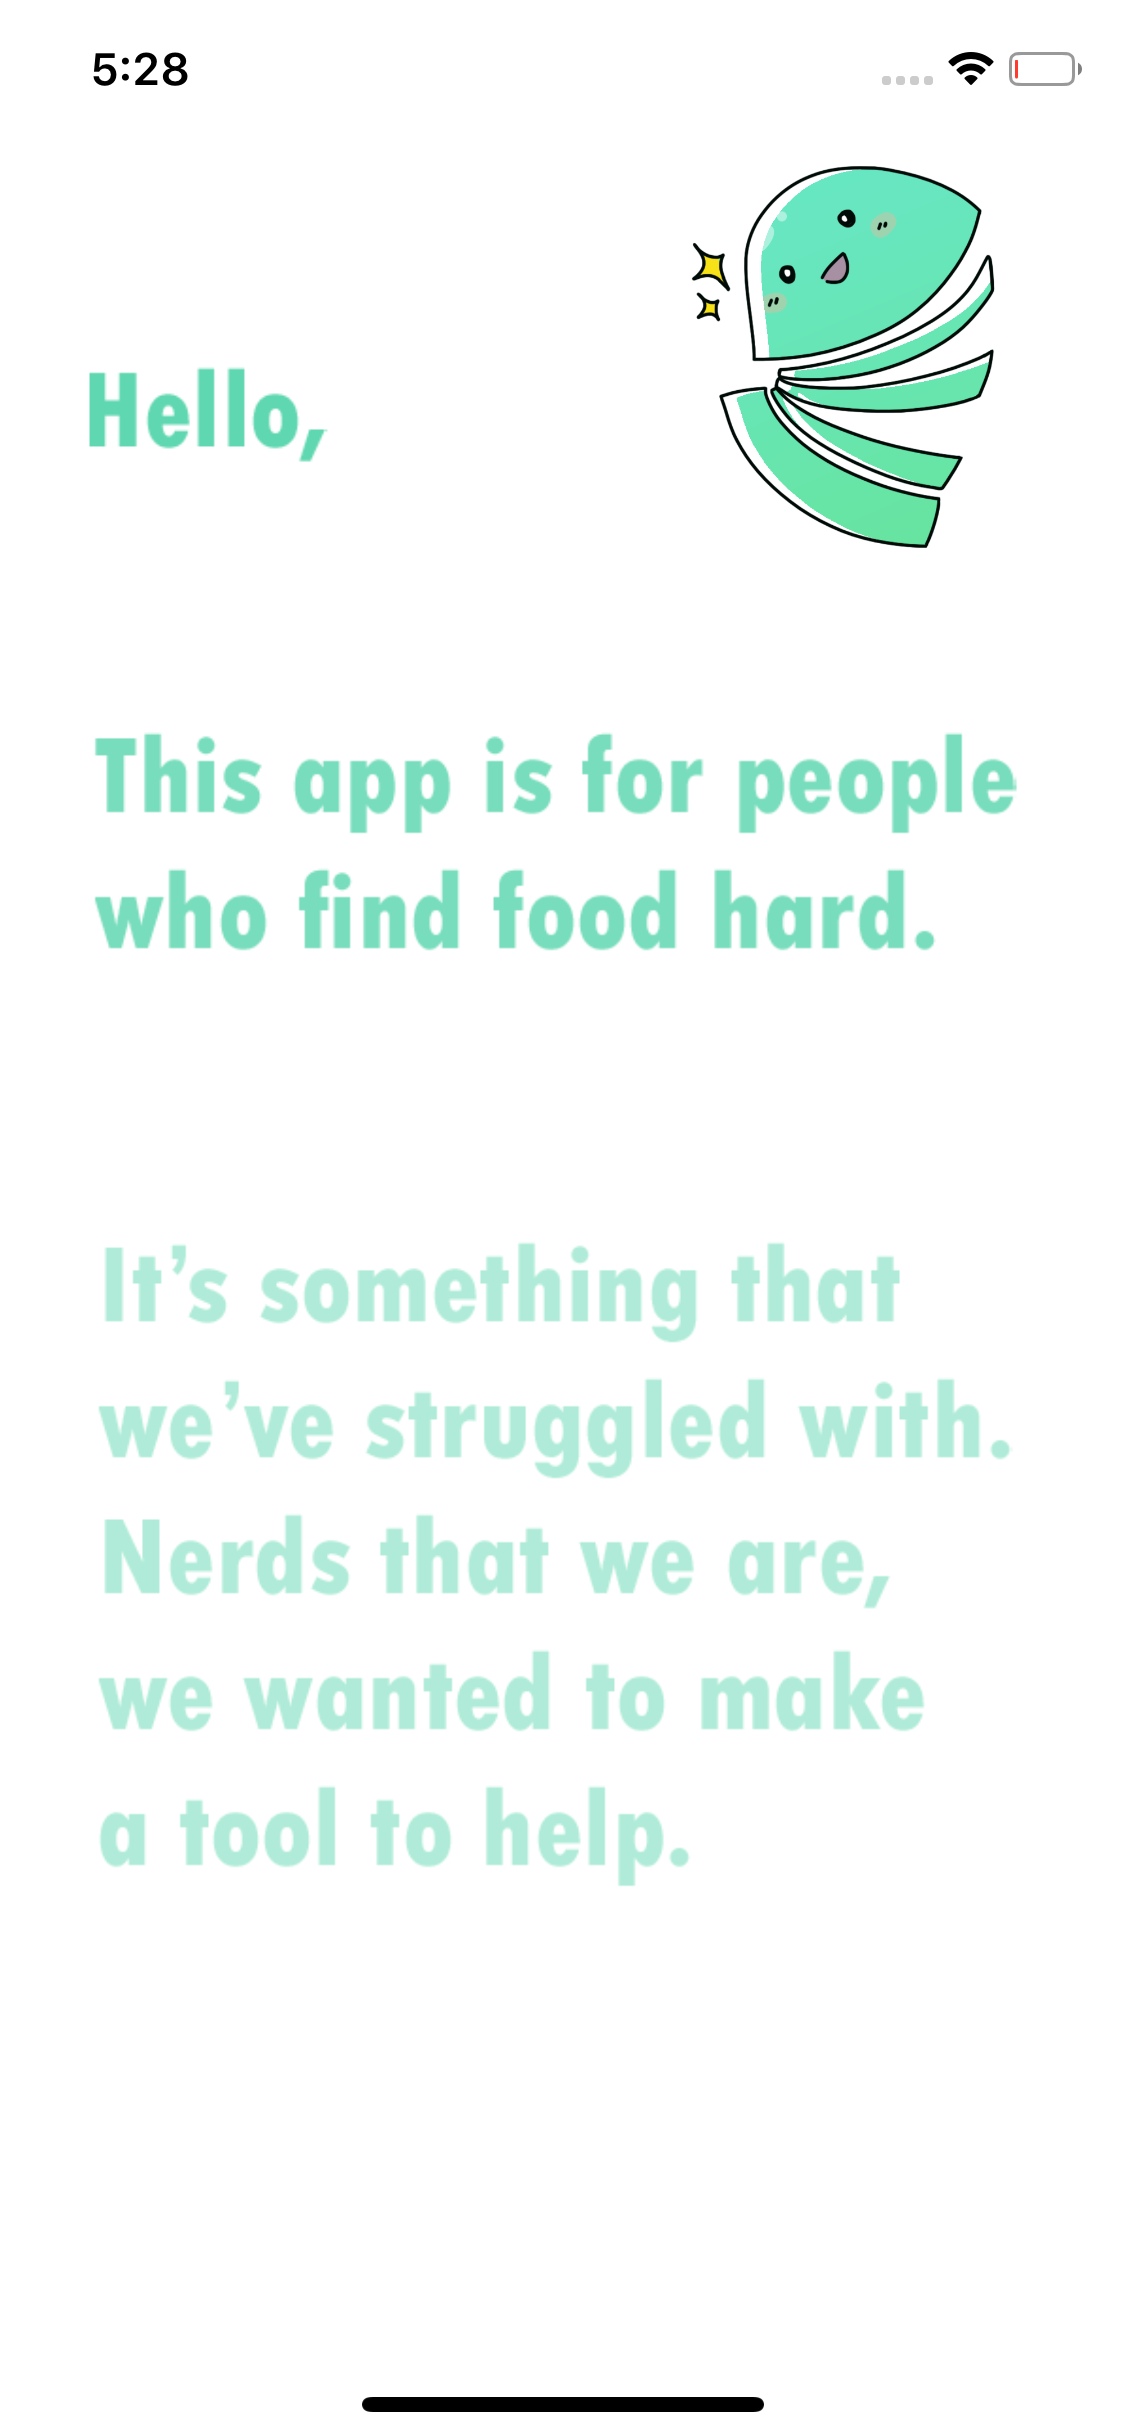 5:28
Hello,
This app is for people
who find food hard.
It’s something that
we’ve struggled with.
Nerds that we are,
we wanted to make
a tool to help.